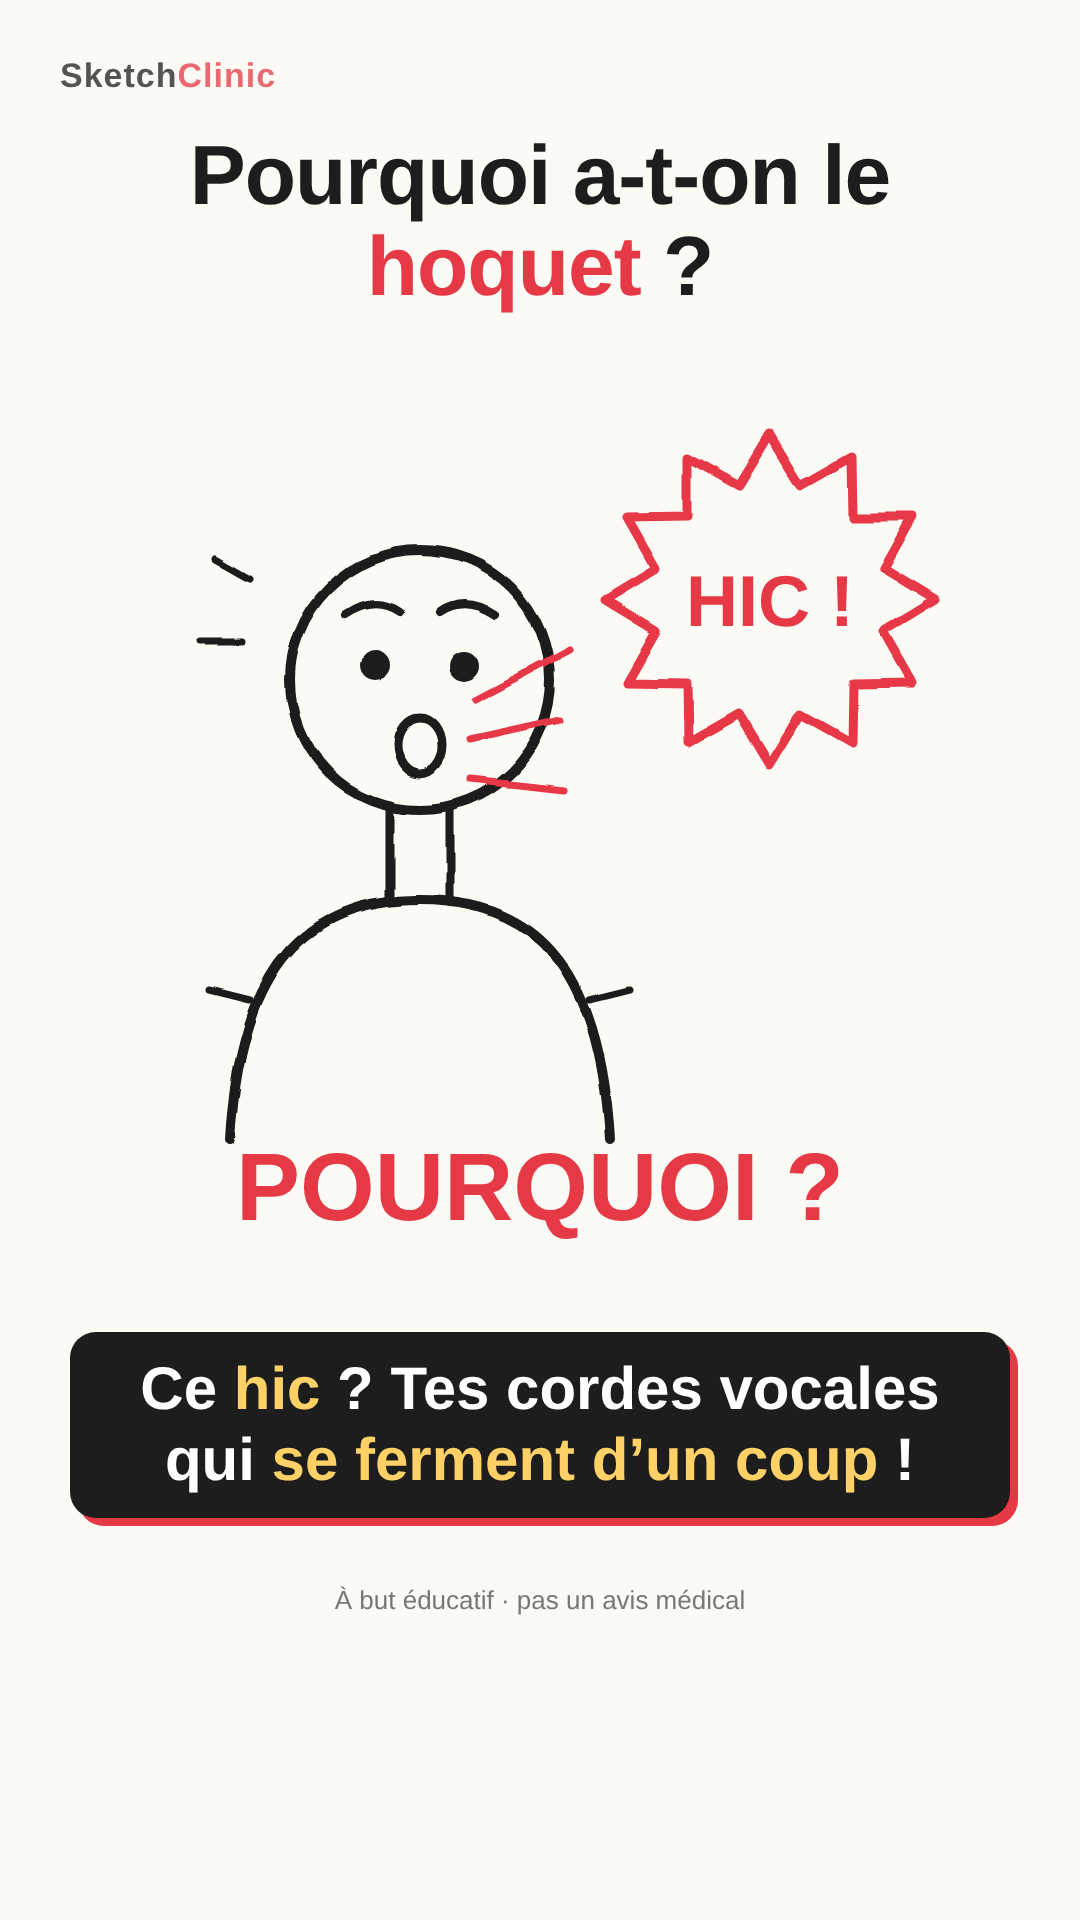 SketchClinic
Pourquoi a-t-on le
hoquet ?
HIC !
POURQUOI ?
Ce hic ? Tes cordes vocales
qui se ferment d’un coup !
À but éducatif · pas un avis médical